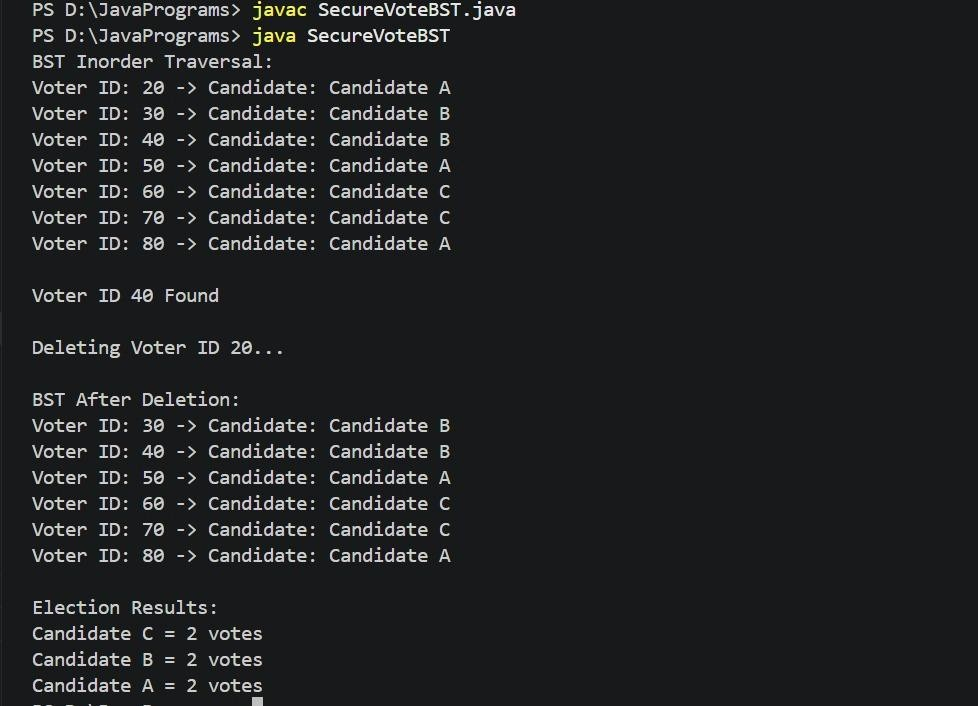 PS D:\JavaPrograms> javac SecureVoteBST.java
PS D:\JavaPrograms> java SecureVoteBST
BST Inorder Traversal:
Voter ID: 20 -> Candidate: Candidate A
Voter ID: 30 -> Candidate: Candidate B
Voter ID: 40 -> Candidate: Candidate B
Voter ID: 50 -> Candidate: Candidate A
Voter ID: 60 -> Candidate: Candidate C
Voter ID: 70 -> Candidate: Candidate C
Voter ID: 80 -> Candidate: Candidate A
Voter ID 40 Found
Deleting Voter ID 20...
BST After Deletion:
Voter ID: 30 -> Candidate: Candidate B
Voter ID: 40 -> Candidate: Candidate B
Voter ID: 50 -> Candidate: Candidate A
Voter ID: 60 -> Candidate: Candidate C
Voter ID: 70 -> Candidate: Candidate C
Voter ID: 80 -> Candidate: Candidate A
Election Results:
Candidate C = 2 votes
Candidate B = 2 votes
Candidate A = 2 votes